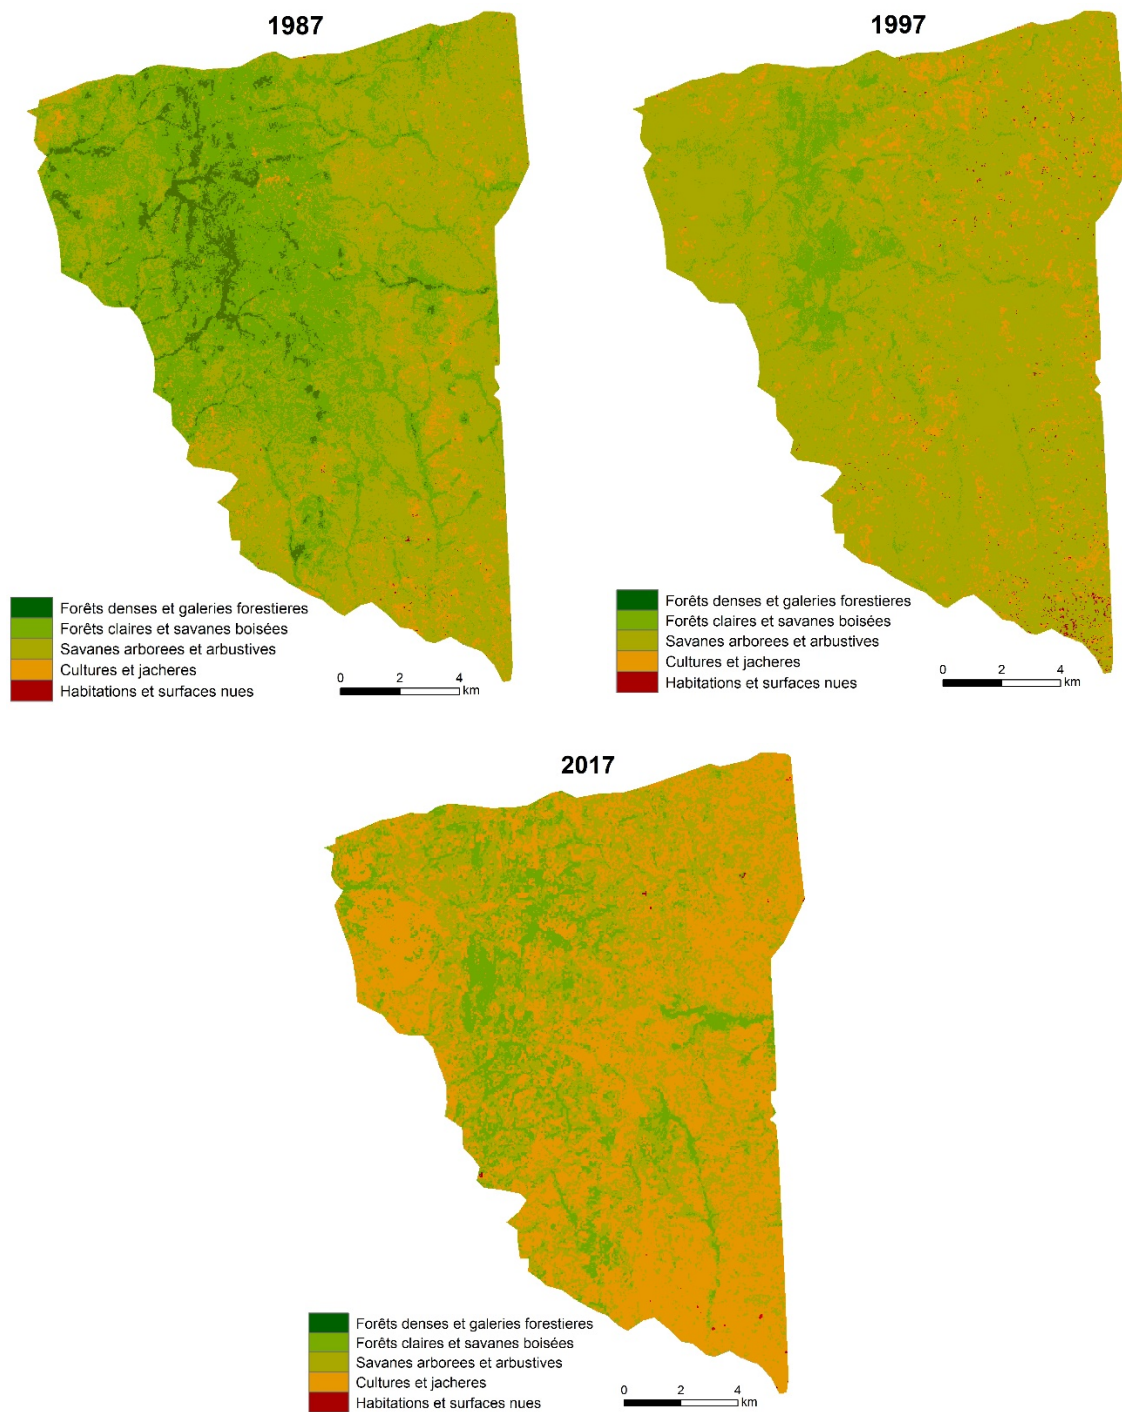 1987
1997
Forêts denses et galeries forestieres
Forêts claires et savanes boisées
Savanes arborees et arbustives
Cultures et jacheres
Habitations et surfaces nues
0 2 4
km
Forêts denses et galeries forestieres
Forêts claires et savanes boisées
Savanes arborees et arbustives
Cultures et jacheres
Habitations et surfaces nues
0 2 4
km
2017
Forêts denses et galeries forestieres
Forêts claires et savanes boisées
Savanes arborees et arbustives
Cultures et jacheres
Habitations et surfaces nues
0 2 4
km